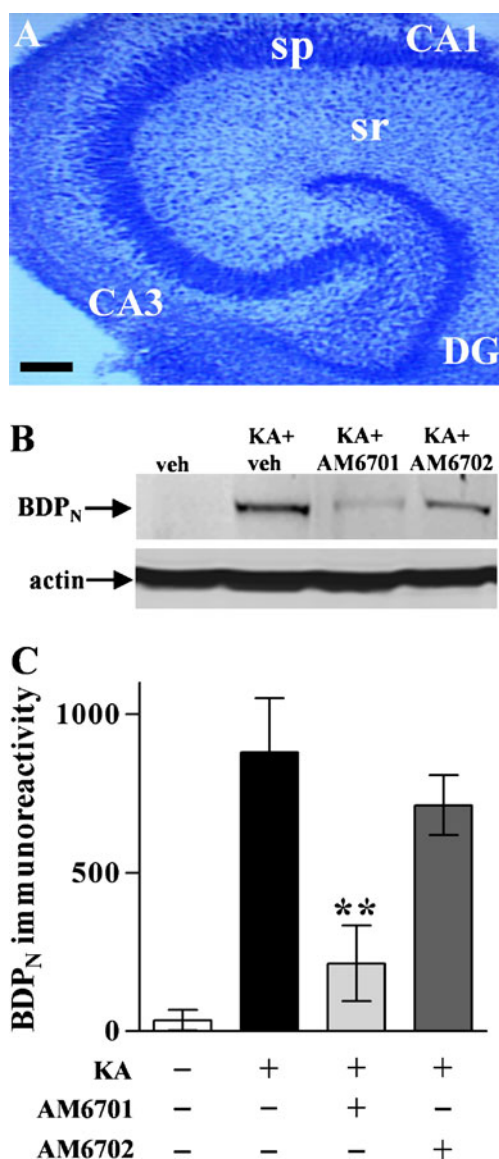 A
sp
CA1
sr
CA3
DG
B
veh
KA+
veh
KA+
AM6701
KA+
AM6702
BDPN
actin
C
BDPN immunoreactivity
1000
500
0
**
KA - + + +
AM6701 - - + -
AM6702 - - - +